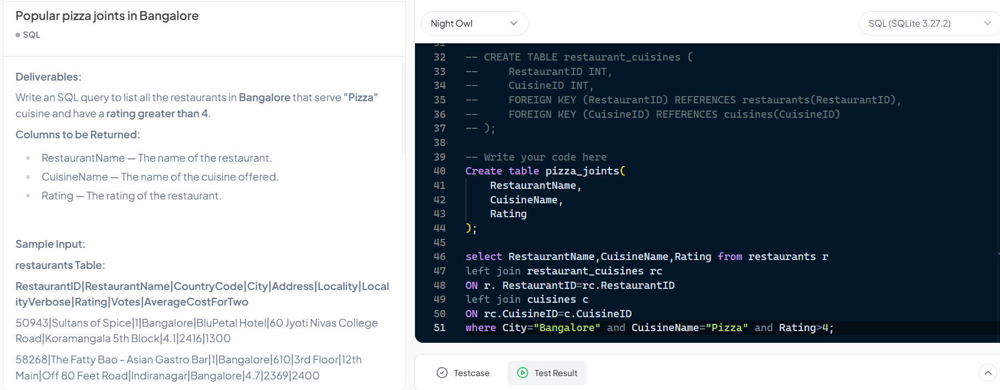 Popular pizza joints in Bangalore
SQL
Deliverables:
Write an SQL query to list all the restaurants in Bangalore that serve "Pizza"
cuisine and have a rating greater than 4.
Columns to be Returned:
RestaurantName — The name of the restaurant.
CuisineName — The name of the cuisine offered.
Rating — The rating of the restaurant.
Sample Input:
restaurants Table:
RestaurantID|RestaurantName|CountryCode|City|Address|Locality|Local
ityVerbose|Rating|Votes|AverageCostForTwo
50943|Sultans of Spice|1|Bangalore|BluPetal Hotel|60 Jyoti Nivas College
Road|Koramangala 5th Block|4.1|2416|1300
58268|The Fatty Bao - Asian Gastro Bar|1|Bangalore|610|3rd Floor|12th
Main|Off 80 Feet Road|Indiranagar|Bangalore|4.7|2369|2400
Night Owl
SQL (SQLite 3.27.2)
31
32 -- CREATE TABLE restaurant_cuisines (
33 --     RestaurantID INT,
34 --     CuisineID INT,
35 --     FOREIGN KEY (RestaurantID) REFERENCES restaurants(RestaurantID),
36 --     FOREIGN KEY (CuisineID) REFERENCES cuisines(CuisineID)
37 -- );
38
39 -- Write your code here
40 Create table pizza_joints(
41     RestaurantName,
42     CuisineName,
43     Rating
44 );
45
46 select RestaurantName,CuisineName,Rating from restaurants r
47 left join restaurant_cuisines rc
48 ON r. RestaurantID=rc.RestaurantID
49 left join cuisines c
50 ON rc.CuisineID=c.CuisineID
51 where City="Bangalore" and CuisineName="Pizza" and Rating>4;
Testcase
Test Result